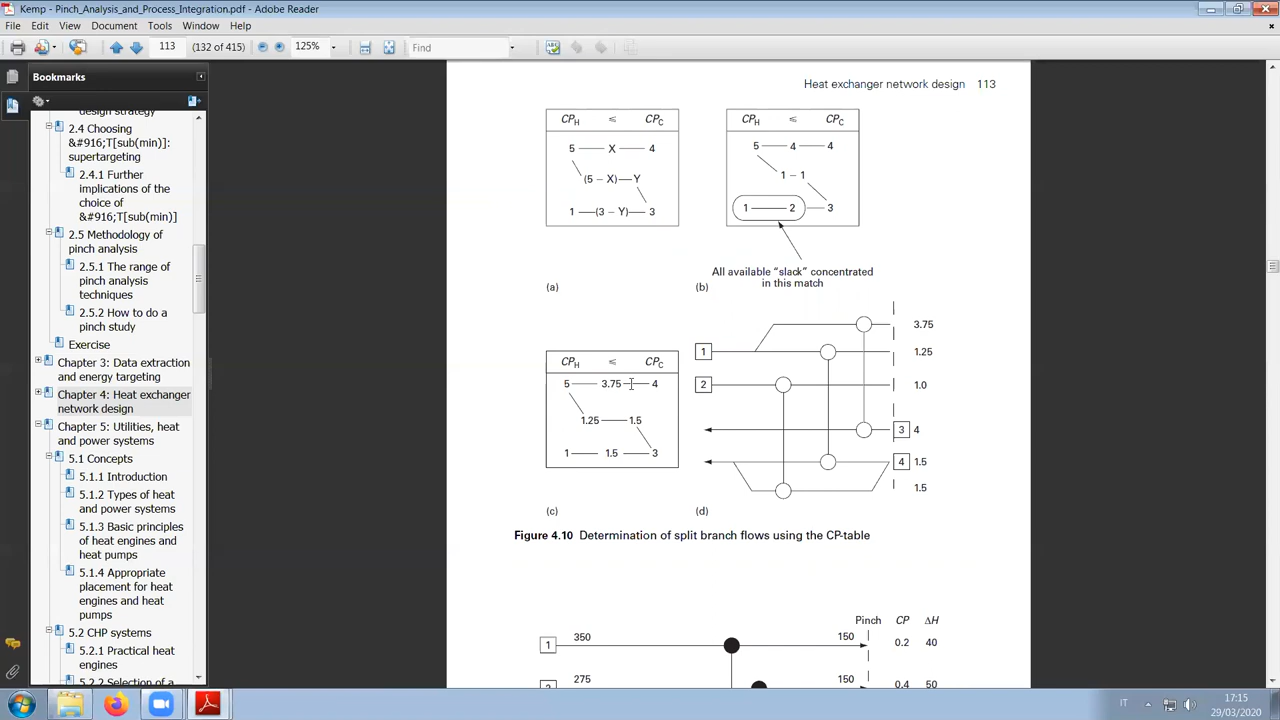 Kemp - Pinch_Analysis_and_Process_Integration.pdf - Adobe Reader
File Edit View Document Tools Window Help
113 (132 of 415) 125% Find
Bookmarks
design strategy
2.4 Choosing
&#916;T[sub(min)]:
supertargeting
2.4.1 Further
implications of the
choice of
&#916;T[sub(min)]
2.5 Methodology of
pinch analysis
2.5.1 The range of
pinch analysis
techniques
2.5.2 How to do a
pinch study
Exercise
Chapter 3: Data extraction
and energy targeting
Chapter 4: Heat exchanger
network design
Chapter 5: Utilities, heat
and power systems
5.1 Concepts
5.1.1 Introduction
5.1.2 Types of heat
and power systems
5.1.3 Basic principles
of heat engines and
heat pumps
5.1.4 Appropriate
placement for heat
engines and heat
pumps
5.2 CHP systems
5.2.1 Practical heat
engines
5.2.2 Selection of a
Heat exchanger network design 113
CPH ≤ CPC
5 X 4
(5 – X) Y
1 (3 – Y) 3
(a)
CPH ≤ CPC
5 4 4
1 – 1
1 2 3
All available “slack” concentrated
in this match
(b)
CPH ≤ CPC
5 3.75 4
1.25 1.5
1 1.5 3
(c)
3.75
1 1.25
2 1.0
3 4
4 1.5
1.5
(d)
Figure 4.10 Determination of split branch flows using the CP-table
Pinch CP ΔH
1 350 150 0.2 40
275 150 0.4 50
IT 17:15
29/03/2020